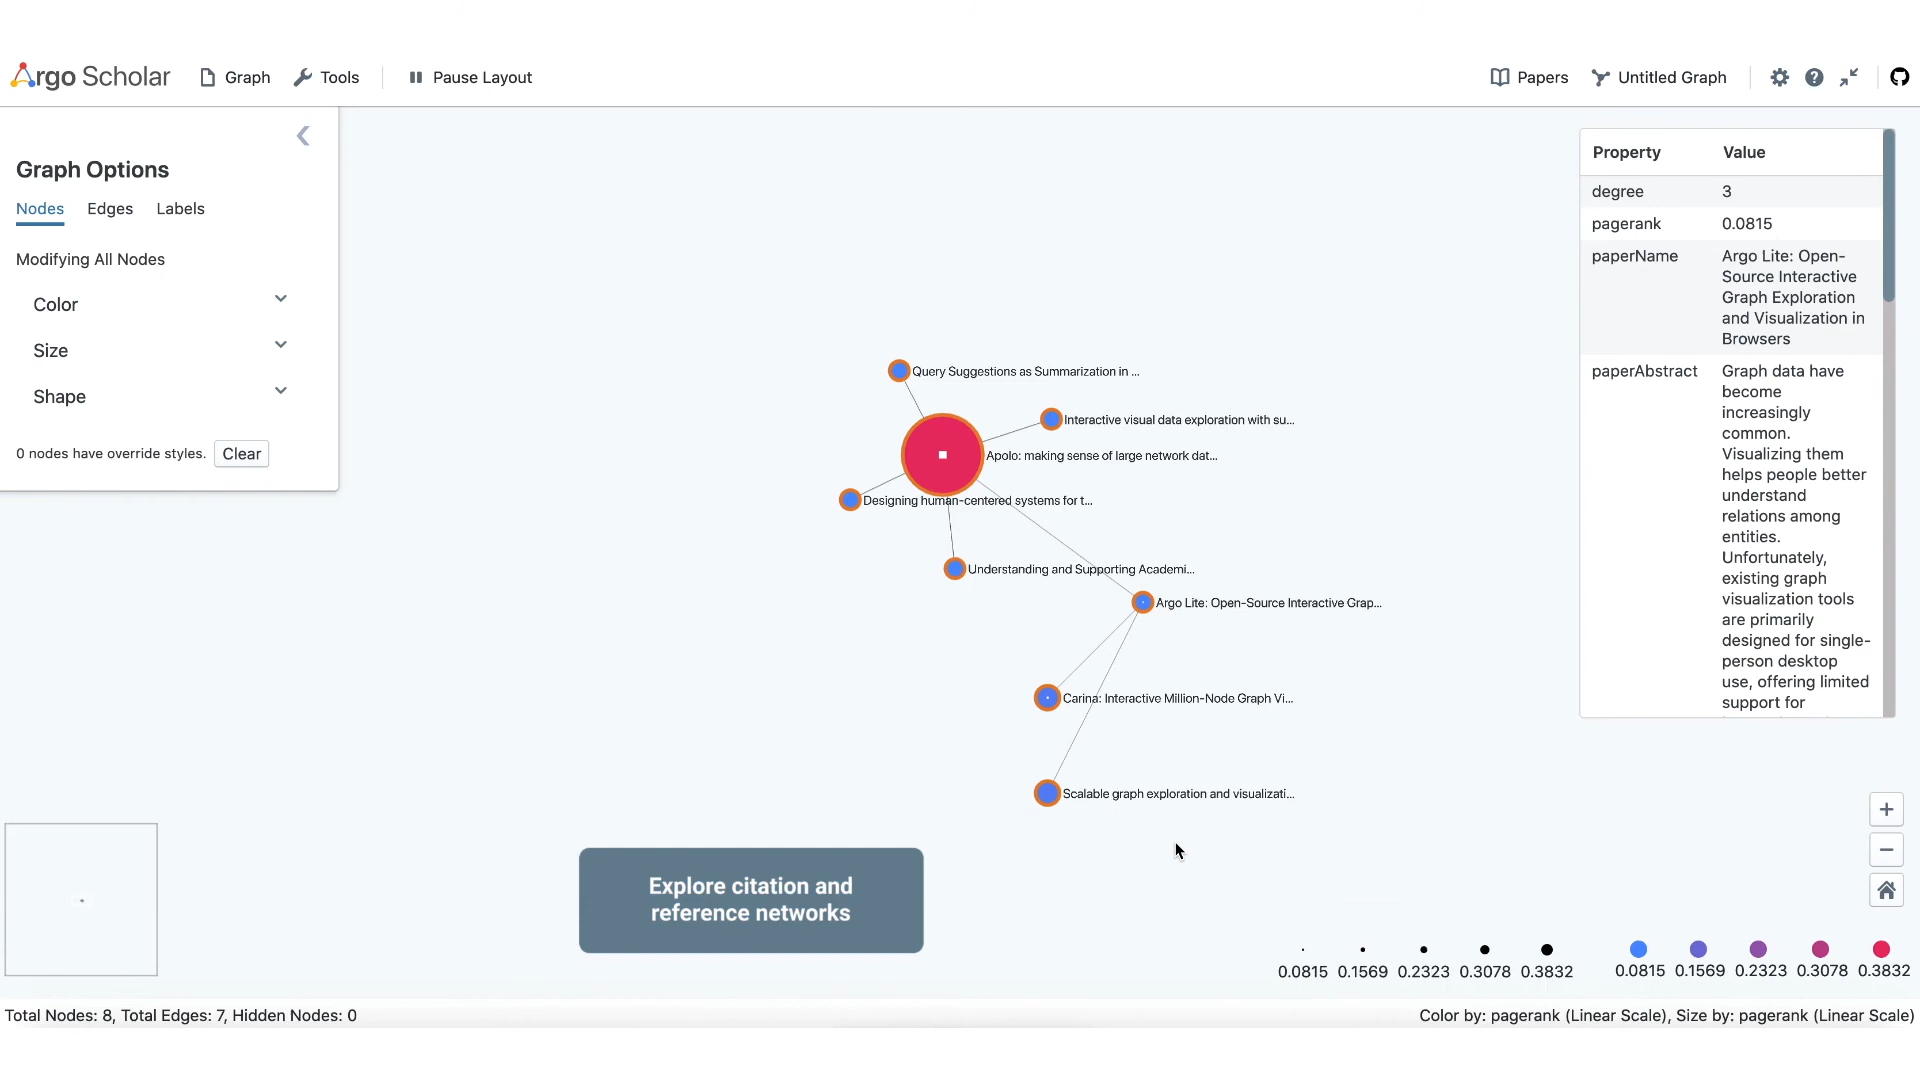 Argo Scholar
Graph
Tools
Pause Layout
Papers
Untitled Graph
Graph Options
Nodes
Edges
Labels
Modifying All Nodes
Color
Size
Shape
0 nodes have override styles.
Clear
Query Suggestions as Summarization in ...
Interactive visual data exploration with su...
Apolo: making sense of large network dat...
Designing human-centered systems for t...
Understanding and Supporting Academi...
Argo Lite: Open-Source Interactive Grap...
Carina: Interactive Million-Node Graph Vi...
Scalable graph exploration and visualizati...
Property Value
degree 3
pagerank 0.0815
paperName Argo Lite: Open-
Source Interactive
Graph Exploration
and Visualization in
Browsers
paperAbstract Graph data have
become
increasingly
common.
Visualizing them
helps people better
understand
relations among
entities.
Unfortunately,
existing graph
visualization tools
are primarily
designed for single-
person desktop
use, offering limited
support for
Explore citation and
reference networks
0.0815 0.1569 0.2323 0.3078 0.3832
0.0815 0.1569 0.2323 0.3078 0.3832
Total Nodes: 8, Total Edges: 7, Hidden Nodes: 0
Color by: pagerank (Linear Scale), Size by: pagerank (Linear Scale)